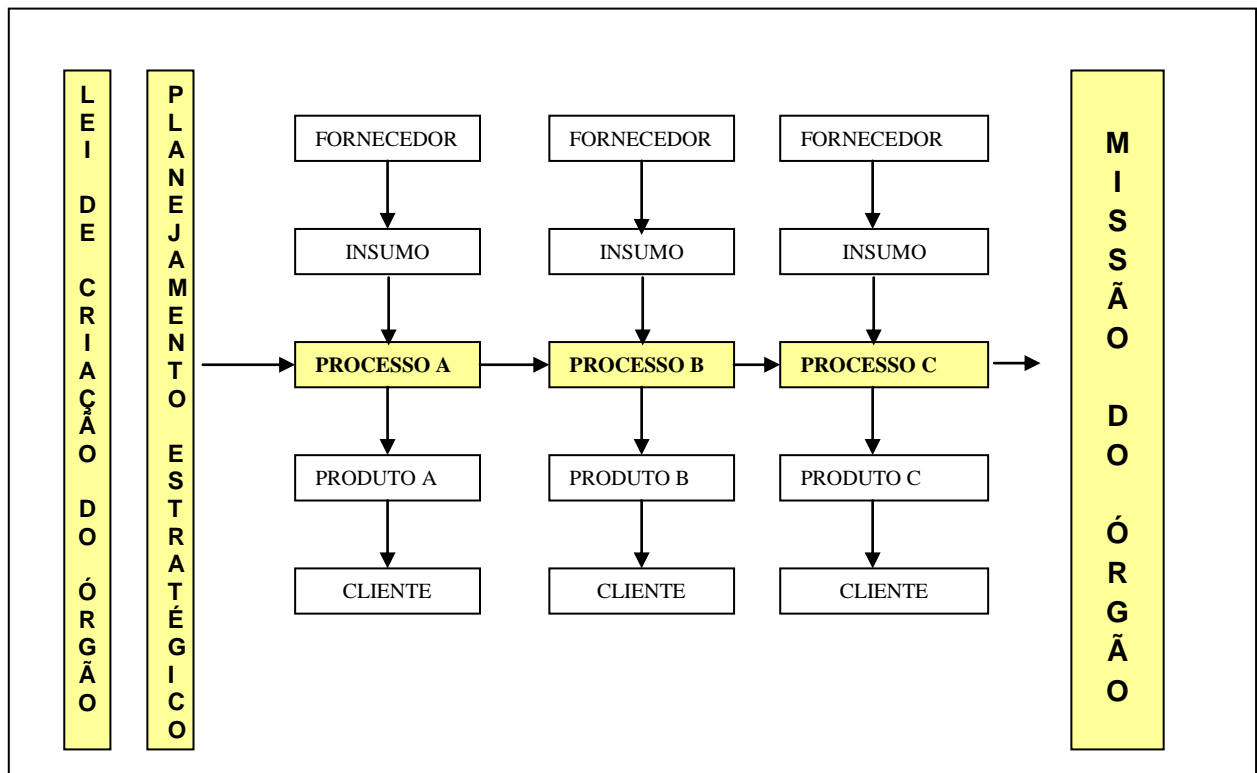 LEI DE CRIAÇÃO DO ÓRGÃO
PLANEJAMENTO ESTRATÉGICO
FORNECEDOR
FORNECEDOR
FORNECEDOR
INSUMO
INSUMO
INSUMO
PROCESSO A
PROCESSO B
PROCESSO C
PRODUTO A
PRODUTO B
PRODUTO C
CLIENTE
CLIENTE
CLIENTE
MISSÃO DO ÓRGÃO